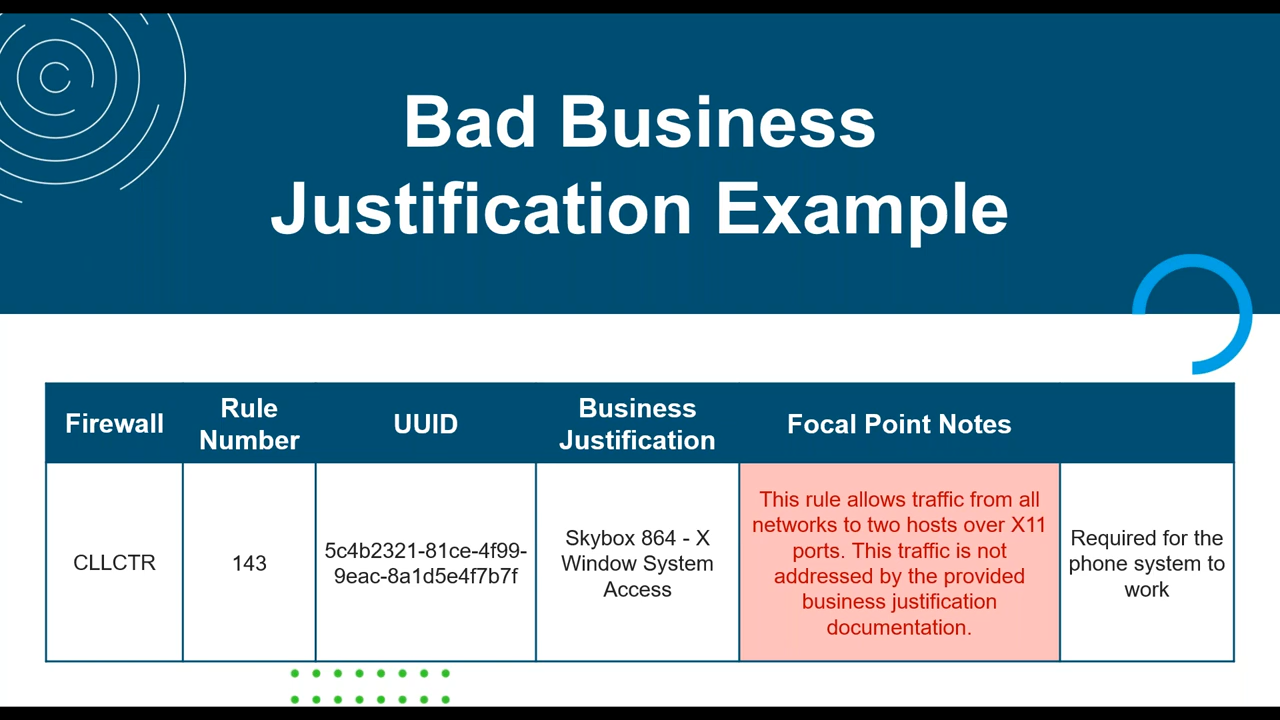 Bad Business
Justification Example
Firewall
Rule
Number
UUID
Business
Justification
Focal Point Notes
CLLCTR
143
5c4b2321-81ce-4f99-
9eac-8a1d5e4f7b7f
Skybox 864 - X
Window System
Access
This rule allows traffic from all
networks to two hosts over X11
ports. This traffic is not
addressed by the provided
business justification
documentation.
Required for the
phone system to
work